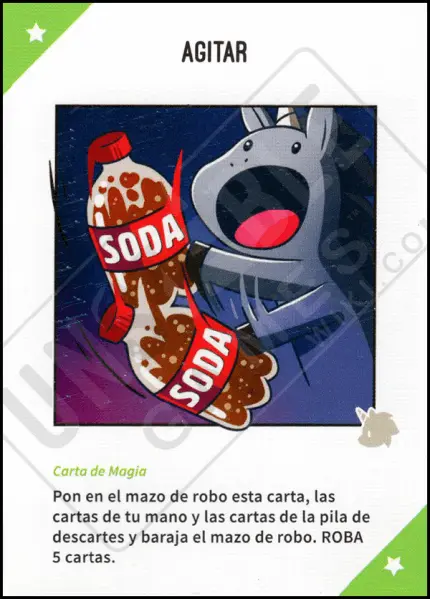 AGITAR
SODA
SODA
Carta de Magia
Pon en el mazo de robo esta carta, las
cartas de tu mano y las cartas de la pila de
descartes y baraja el mazo de robo. ROBA
5 cartas.